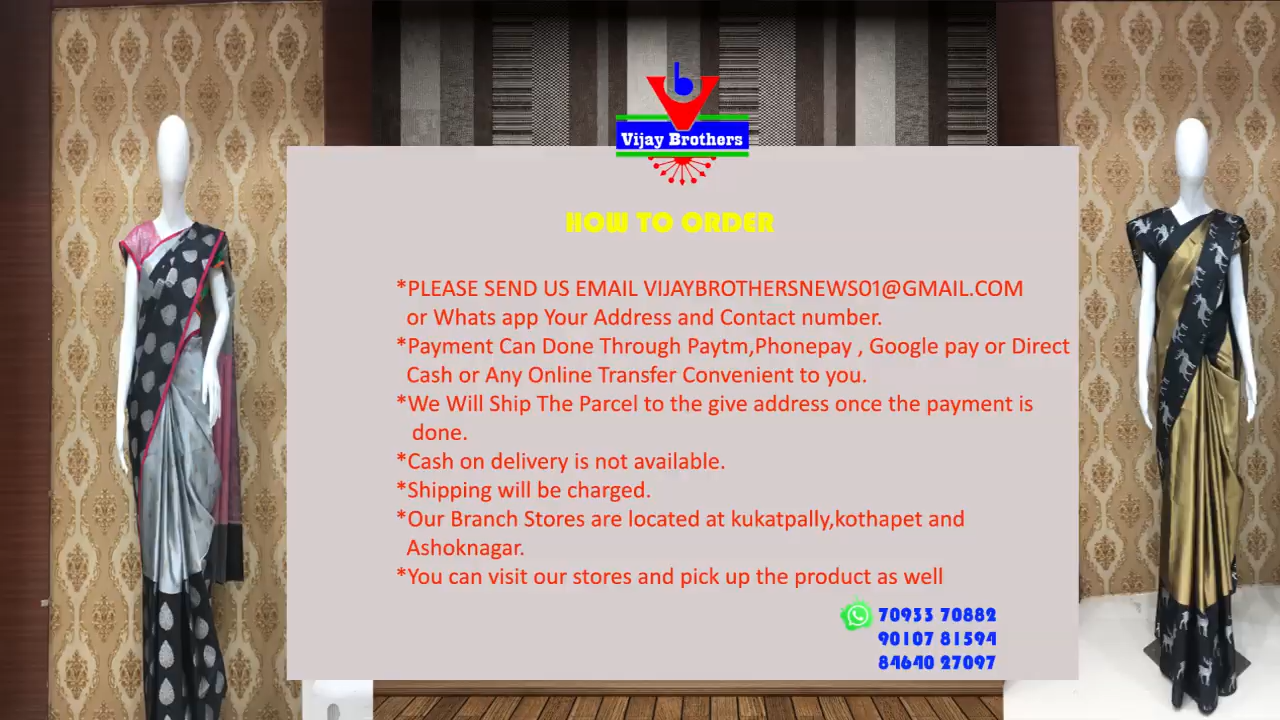 b
Vijay Brothers
HOW TO ORDER
*PLEASE SEND US EMAIL VIJAYBROTHERSNEWS01@GMAIL.COM
or Whats app Your Address and Contact number.
*Payment Can Done Through Paytm,Phonepay , Google pay or Direct
Cash or Any Online Transfer Convenient to you.
*We Will Ship The Parcel to the give address once the payment is
done.
*Cash on delivery is not available.
*Shipping will be charged.
*Our Branch Stores are located at kukatpally,kothapet and
Ashoknagar.
*You can visit our stores and pick up the product as well
70933 70882
90107 81594
84640 27097